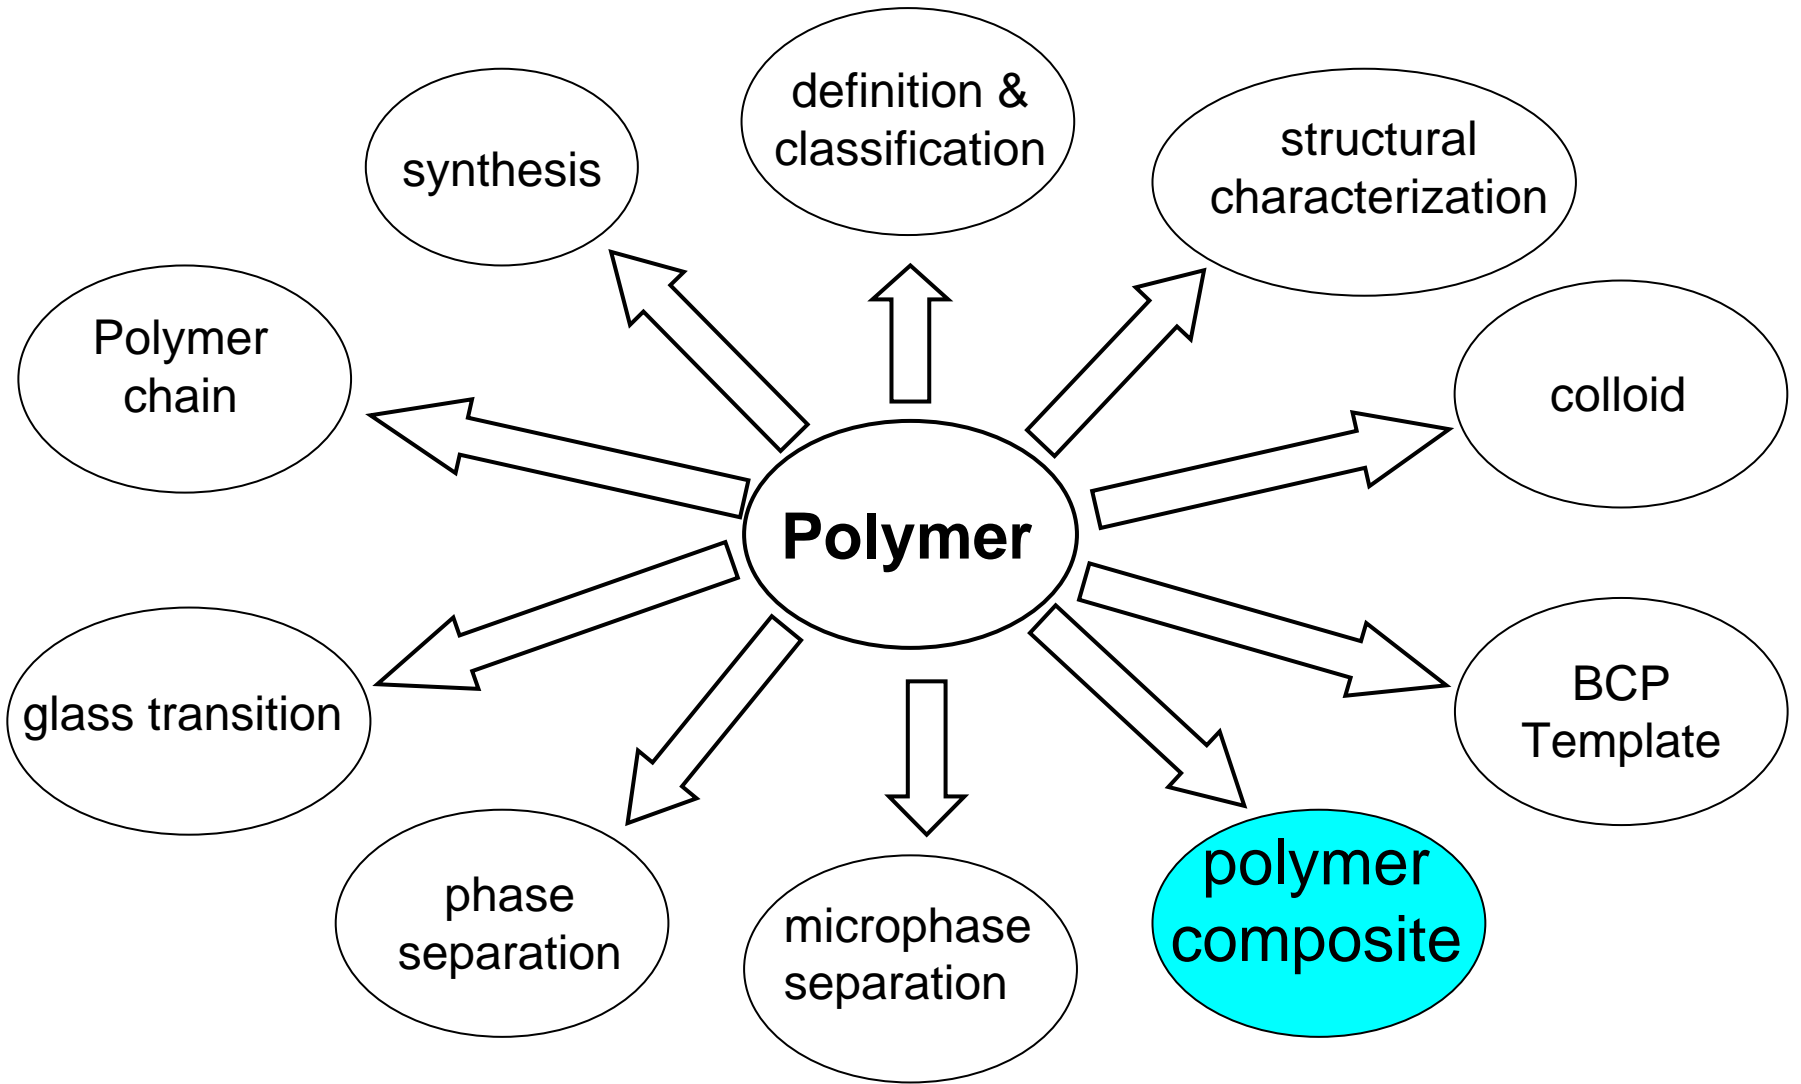 definition &
classification
synthesis
structural
characterization
Polymer
chain
colloid
Polymer
glass transition
BCP
Template
phase
separation
microphase
separation
polymer
composite